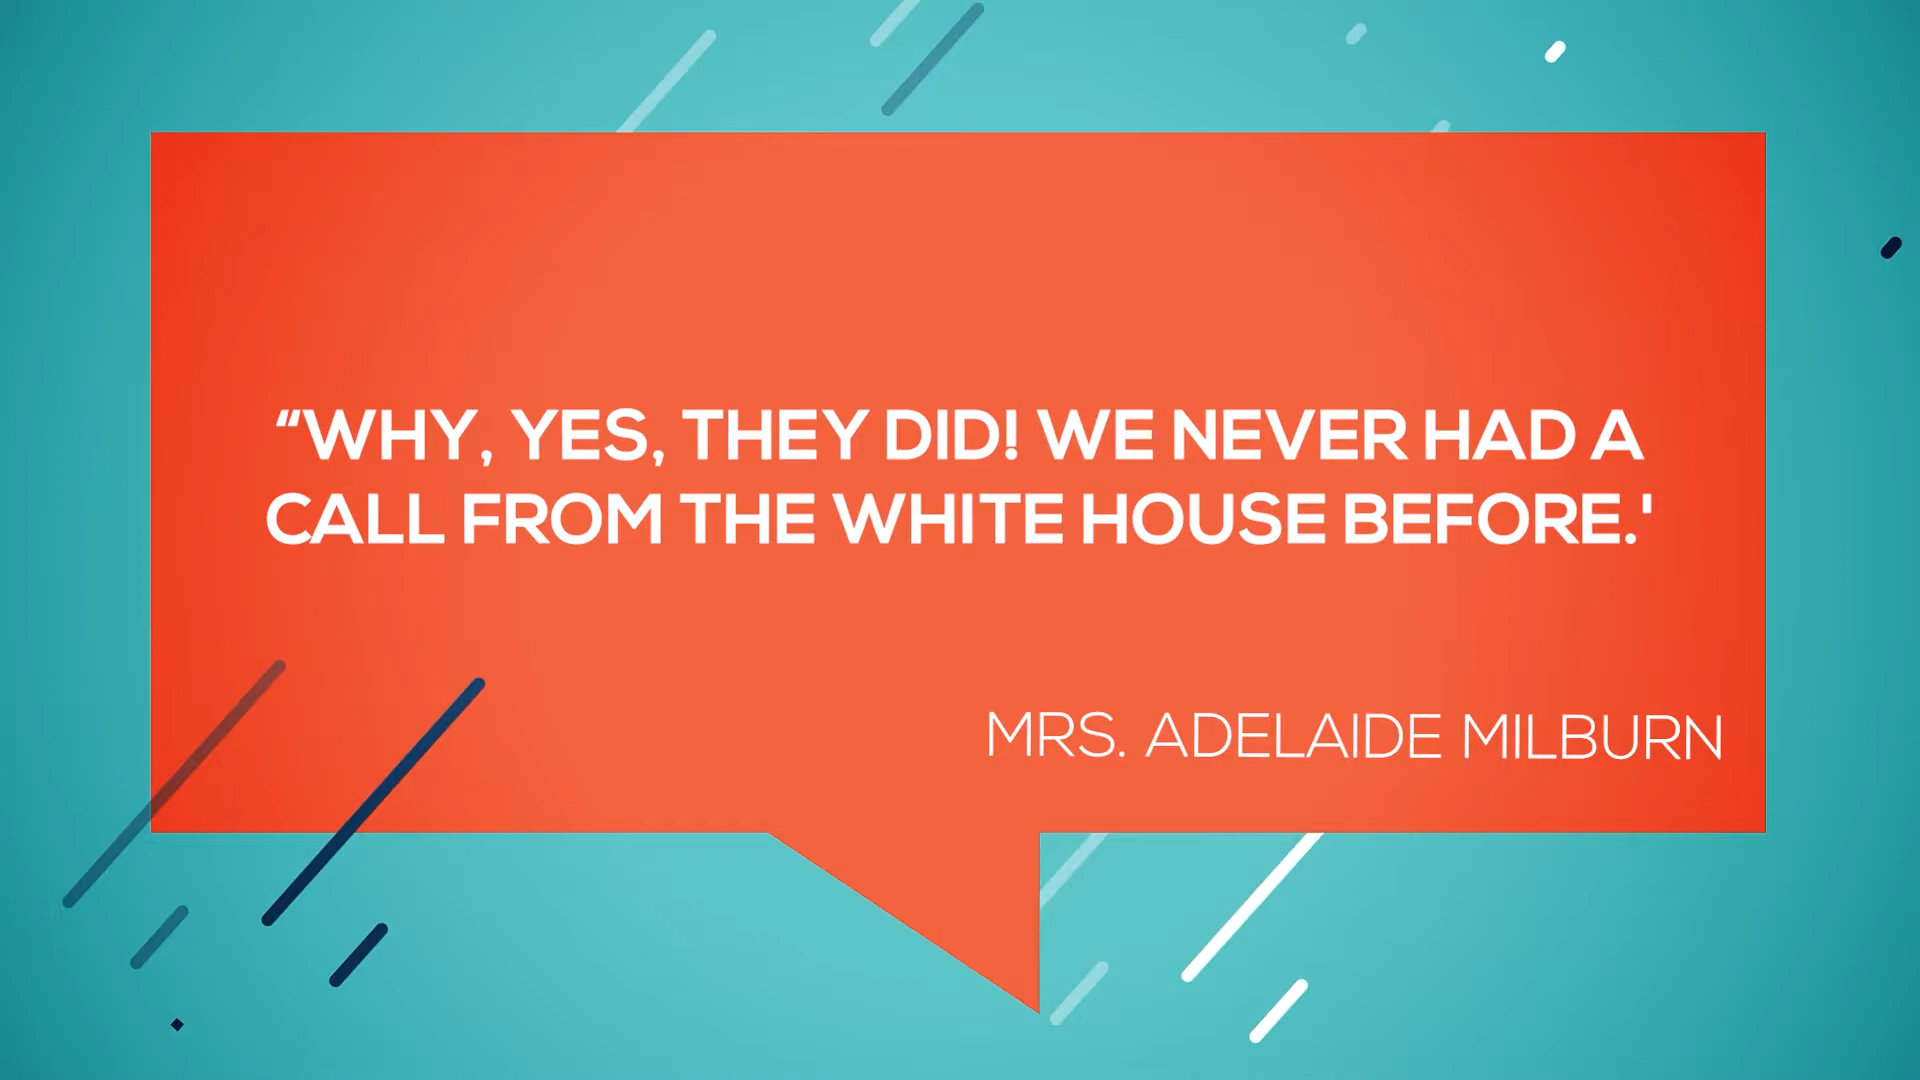 “WHY, YES, THEY DID! WE NEVER HAD A
CALL FROM THE WHITE HOUSE BEFORE.'
MRS. ADELAIDE MILBURN